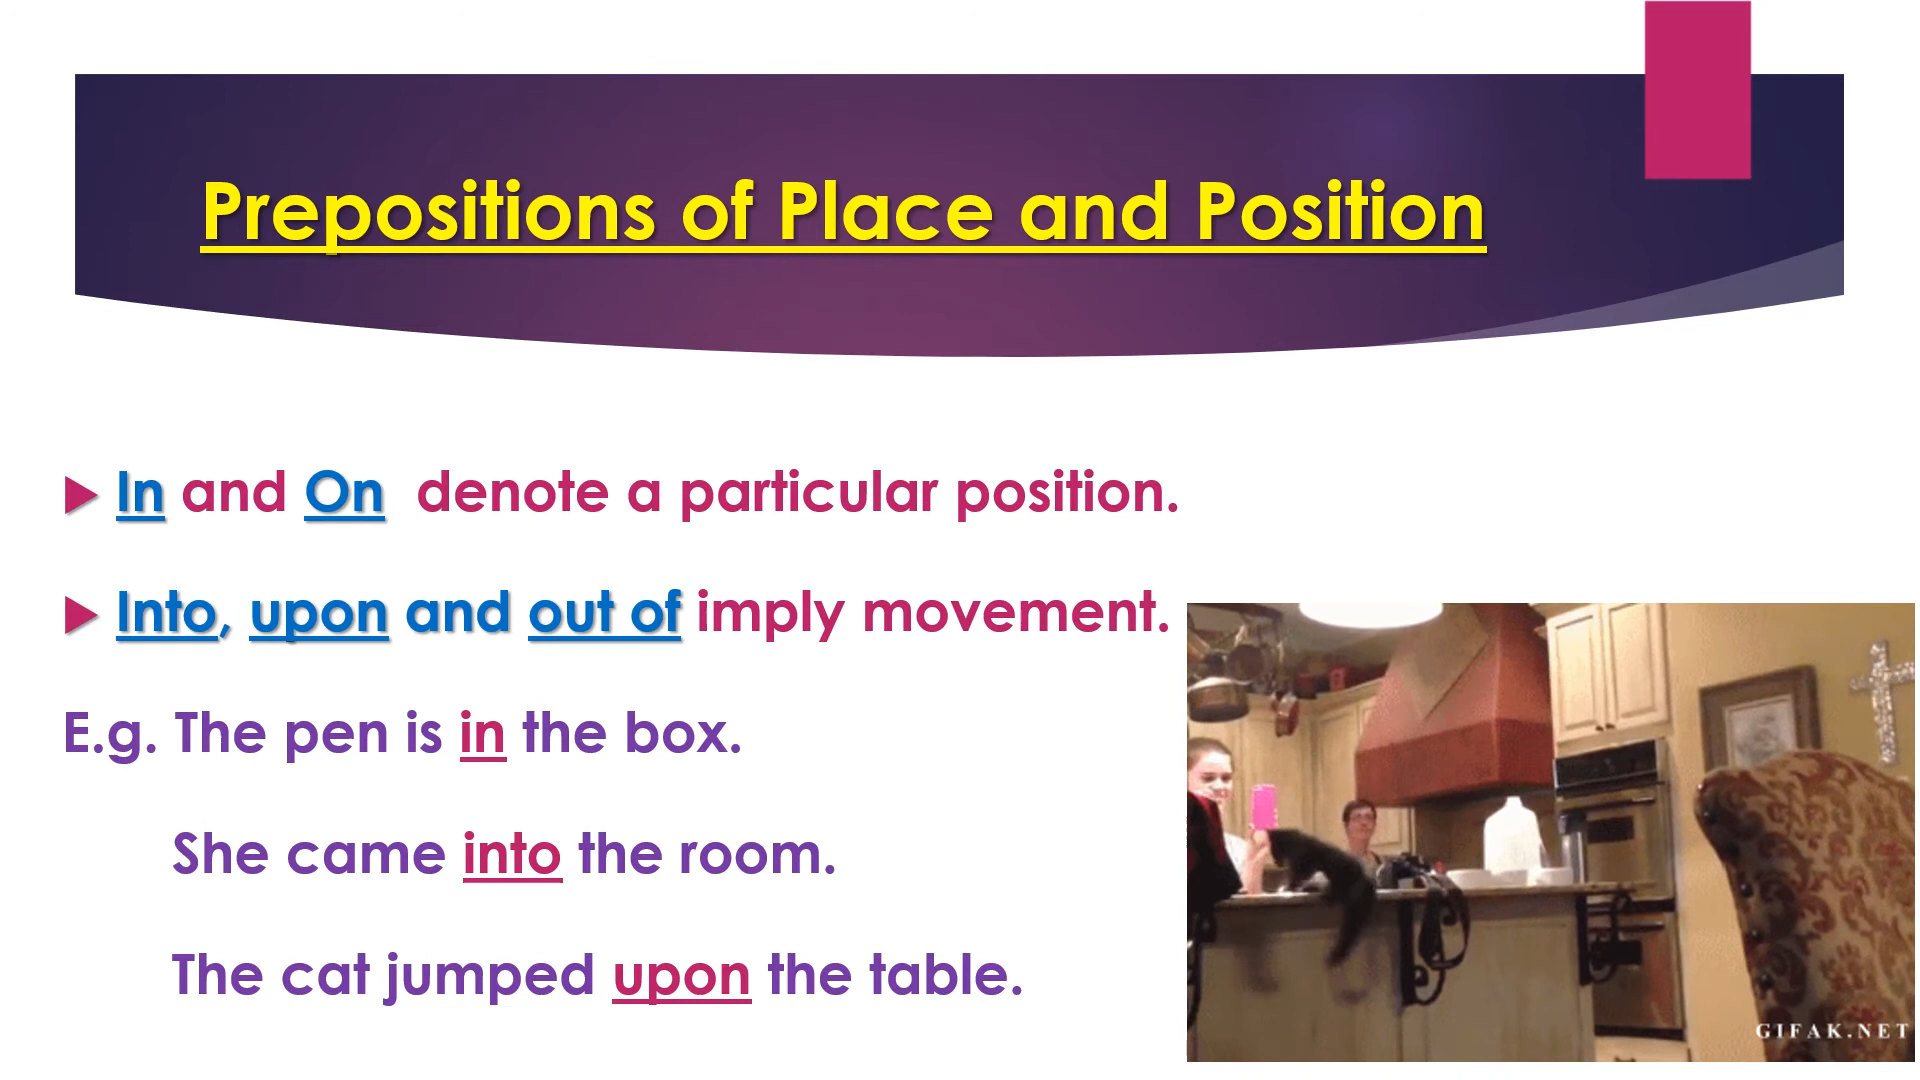 Prepositions of Place and Position
In and On denote a particular position.
Into, upon and out of imply movement.
E.g. The pen is in the box.
She came into the room.
The cat jumped upon the table.
GIFAK.NET